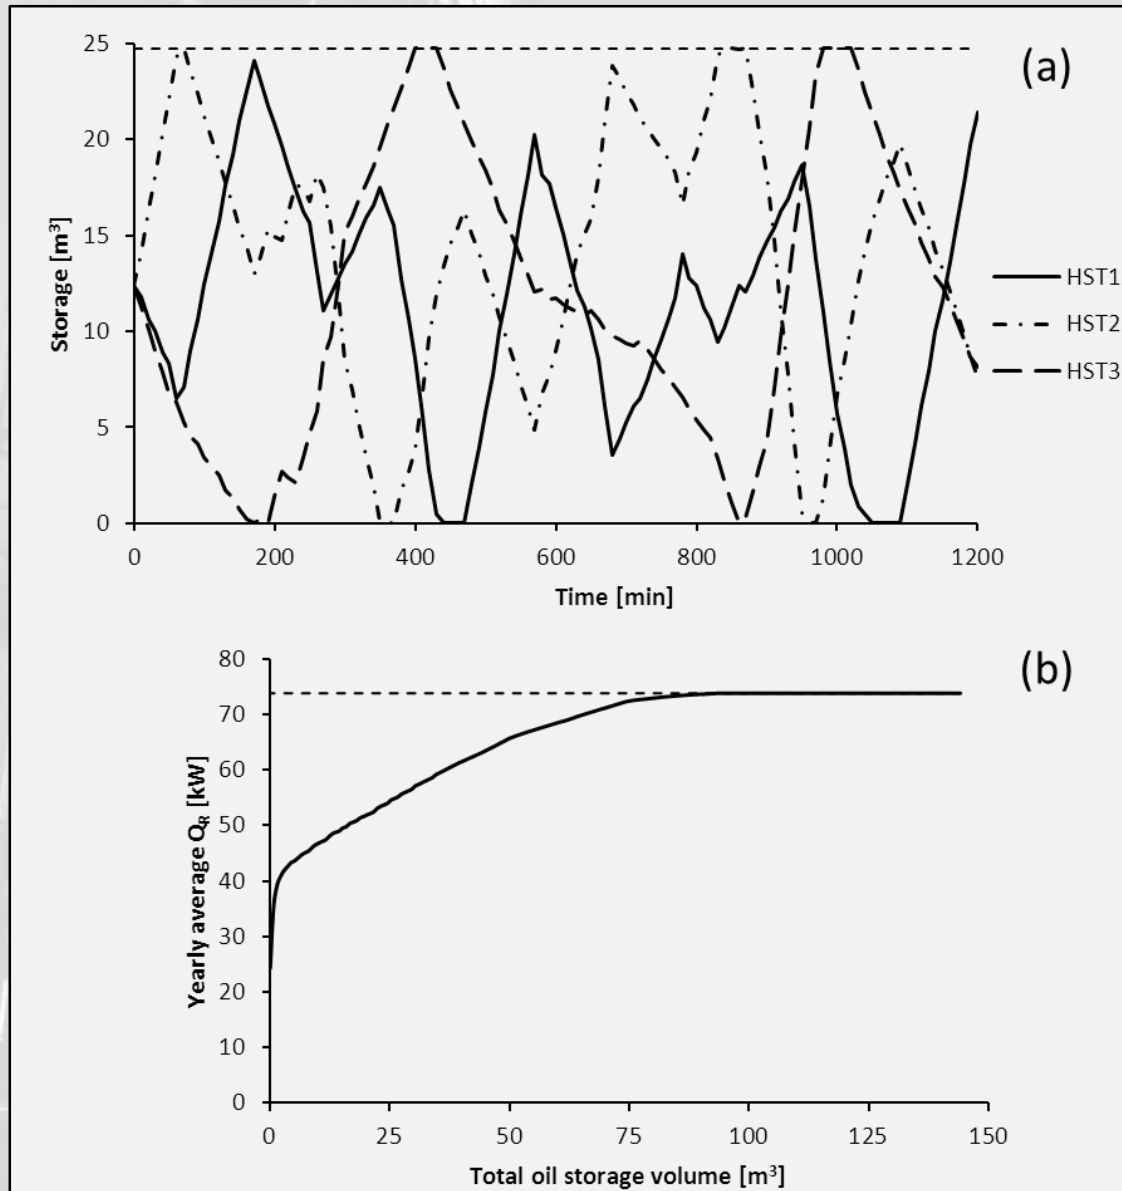 (a)
25
20
15
10
5
0
Storage [m³]
0 200 400 600 800 1000 1200
Time [min]
HST1
HST2
HST3
(b)
80
70
60
50
40
30
20
10
0
Yearly average Q_R [kW]
0 25 50 75 100 125 150
Total oil storage volume [m³]